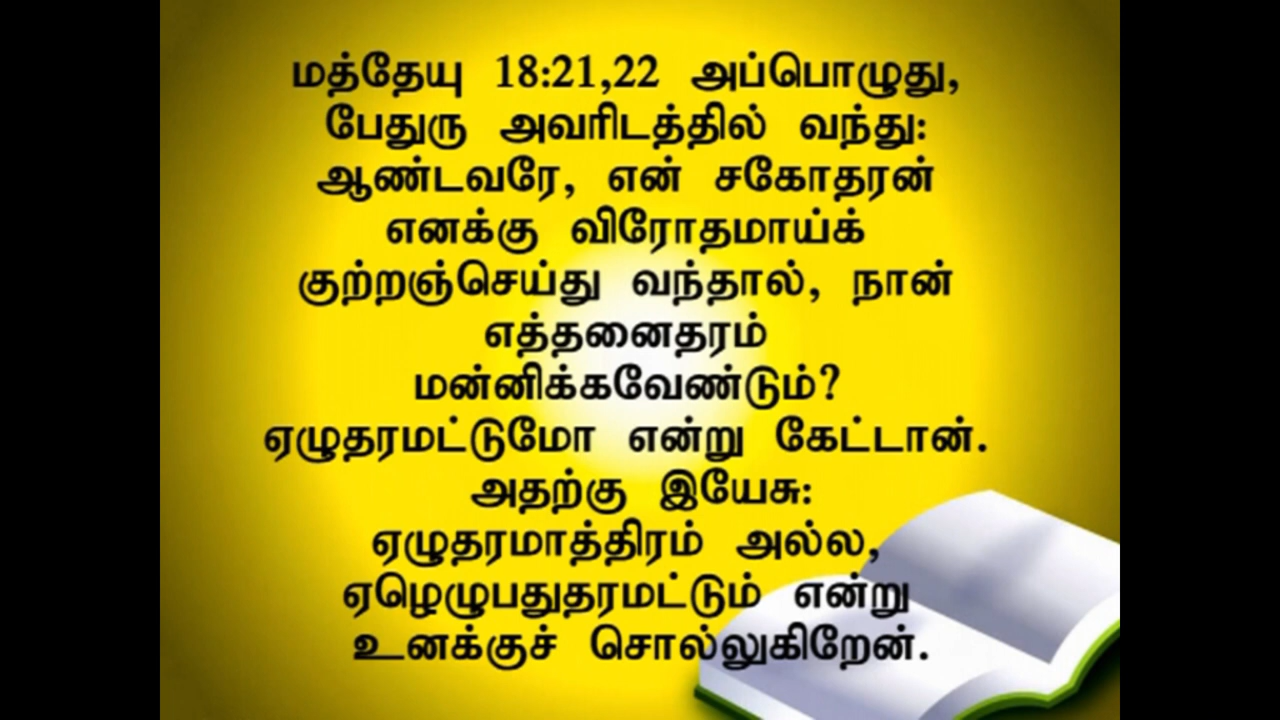 மத்தேயு 18:21,22 அப்பொழுது,
பேதுரு அவரிடத்தில் வந்து:
ஆண்டவரே, என் சகோதரன்
எனக்கு விரோதமாய்க்
குற்றஞ்செய்து வந்தால், நான்
எத்தனைதரம்
மன்னிக்கவேண்டும்?
ஏழுதரமட்டுமோ என்று கேட்டான்.
அதற்கு இயேசு:
ஏழுதரமாத்திரம் அல்ல,
ஏழெழுபதுதரமட்டும் என்று
உனக்குச் சொல்லுகிறேன்.